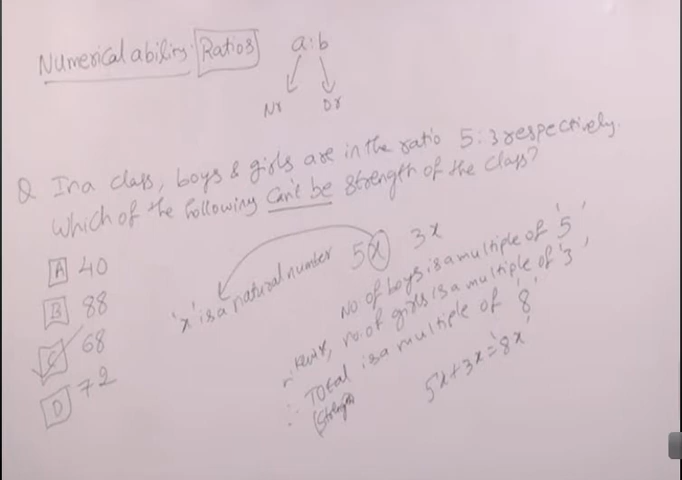 Numerical ability: Ratios
a:b
Nr Dr
Q In a class, boys & girls are in the ratio 5:3 respectively.
Which of the following can't be strength of the class?
A 40
B 88
C 68
D 72
5x 3x
'x' is a natural number
No of boys is a multiple of '5'
no. of girls is a multiple of '3'
∴ Total is a multiple of '8'
(Strength)
5x+3x='8x'